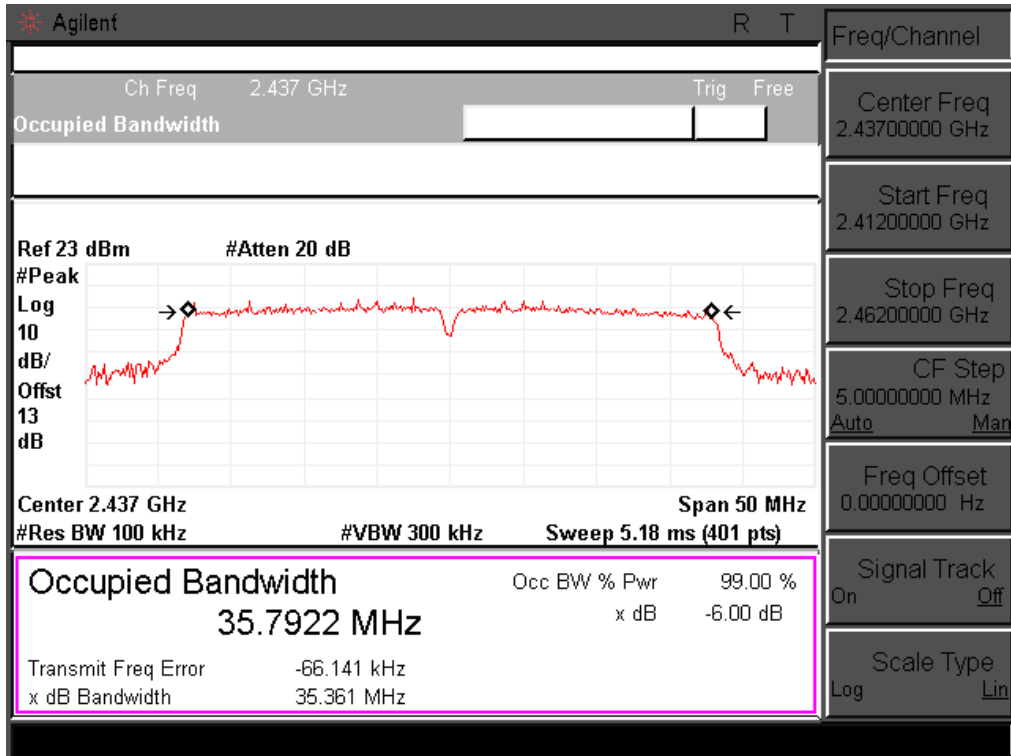 Agilent R T
Ch Freq 2.437 GHz Trig Free
Occupied Bandwidth
Ref 23 dBm #Atten 20 dB
#Peak
Log
10
dB/
Offst
13
dB
Center 2.437 GHz Span 50 MHz
#Res BW 100 kHz #VBW 300 kHz Sweep 5.18 ms (401 pts)
Occupied Bandwidth
35.7922 MHz
Occ BW % Pwr 99.00 %
x dB -6.00 dB
Transmit Freq Error -66.141 kHz
x dB Bandwidth 35.361 MHz
Freq/Channel
Center Freq
2.43700000 GHz
Start Freq
2.41200000 GHz
Stop Freq
2.46200000 GHz
CF Step
5.00000000 MHz
Auto Man
Freq Offset
0.00000000 Hz
Signal Track
On Off
Scale Type
Log Lin